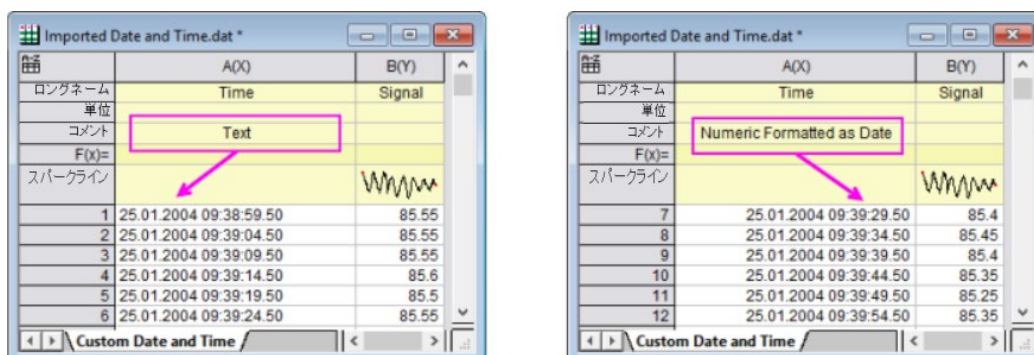 Imported Date and Time.dat *
A(X) B(Y)
ロングネーム Time Signal
単位
コメント Text
F(x)=
スパークライン
1 25.01.2004 09:38:59.50 85.55
2 25.01.2004 09:39:04.50 85.55
3 25.01.2004 09:39:09.50 85.55
4 25.01.2004 09:39:14.50 85.6
5 25.01.2004 09:39:19.50 85.5
6 25.01.2004 09:39:24.50 85.55
Custom Date and Time
Imported Date and Time.dat *
A(X) B(Y)
ロングネーム Time Signal
単位
コメント Numeric Formatted as Date
F(x)=
スパークライン
7 25.01.2004 09:39:29.50 85.4
8 25.01.2004 09:39:34.50 85.45
9 25.01.2004 09:39:39.50 85.4
10 25.01.2004 09:39:44.50 85.35
11 25.01.2004 09:39:49.50 85.25
12 25.01.2004 09:39:54.50 85.35
Custom Date and Time